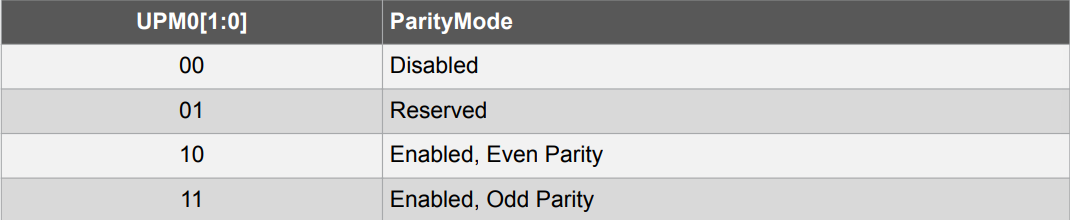 UPM0[1:0] ParityMode
00 Disabled
01 Reserved
10 Enabled, Even Parity
11 Enabled, Odd Parity